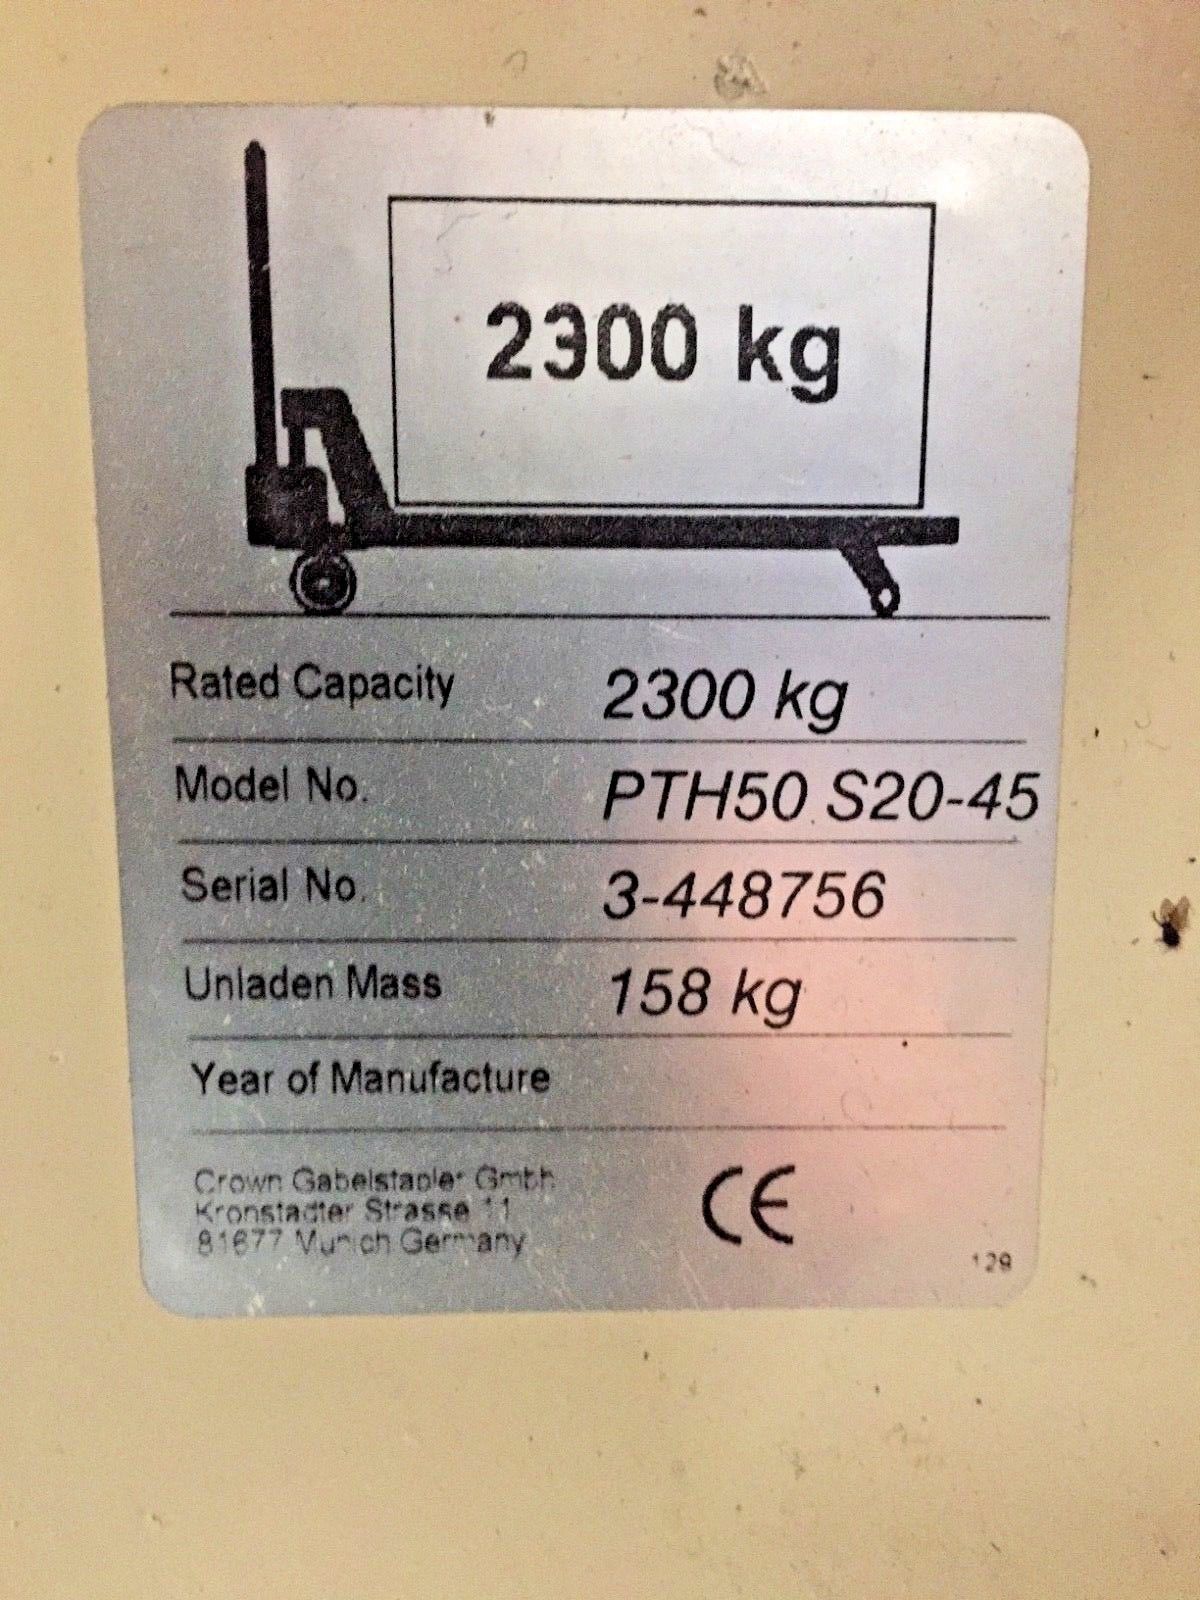 2300 kg
Rated Capacity 2300 kg
Model No. PTH50 S20-45
Serial No. 3-448756
Unladen Mass 158 kg
Year of Manufacture
Crown Gabelstapler Gmbh
Kronstadter Strasse 11
81677 Munich Germany
CE
129